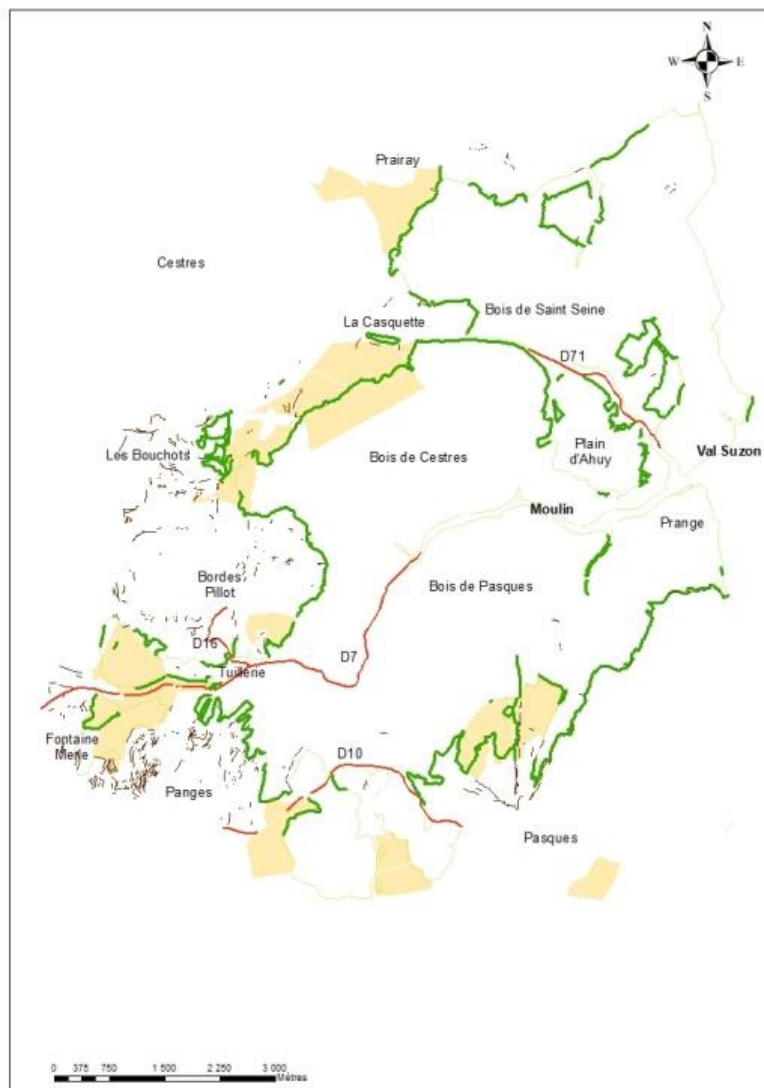 N
W E
S
Prairay
Cestres
Bois de Saint Seine
La Casquette
D71
Les Bouchots
Bois de Cestres
Plain
d'Ahuy
Val Suzon
Moulin
Prange
Bordes
Pillot
Bois de Pasques
D16
D7
Tuillerie
Fontaine
Merle
D10
Panges
Pasques
0 375 750 1 500 2 250 3 000
Mètres